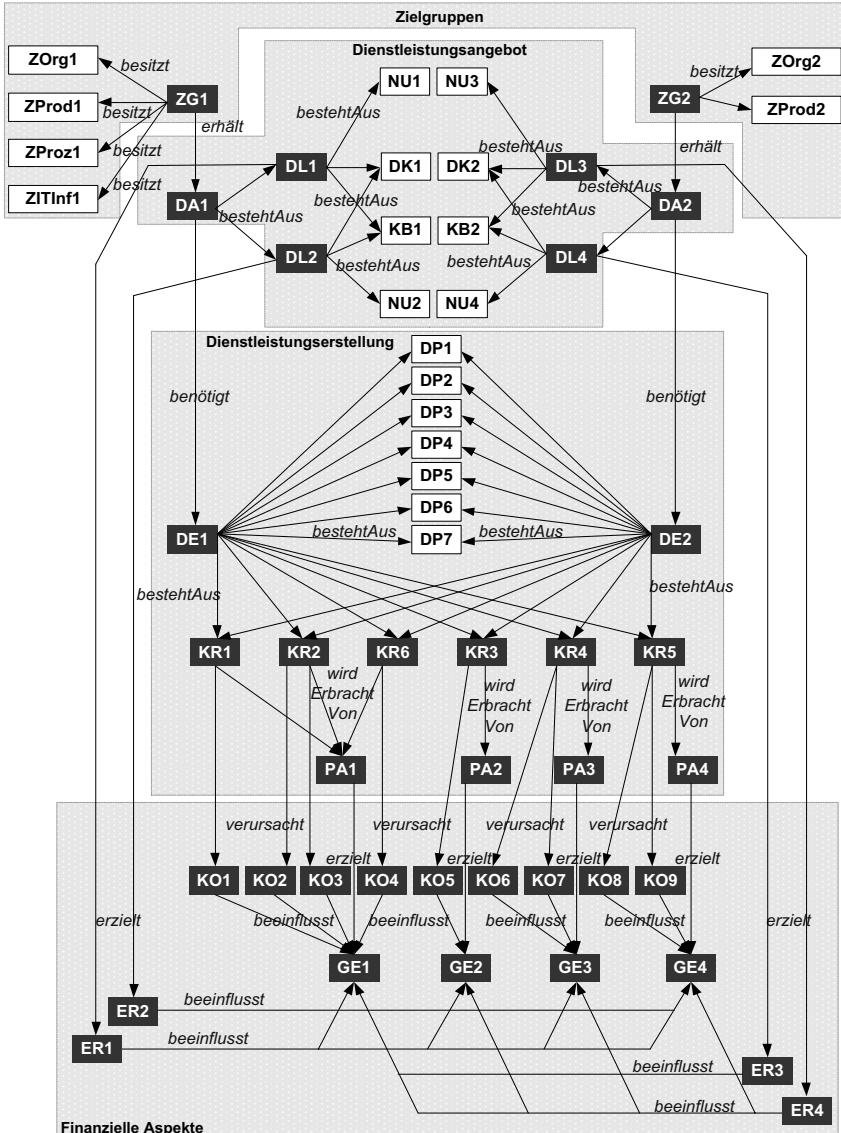 Zielgruppen
Dienstleistungsangebot
ZOrg1
besitzt
ZG1
NU1
NU3
ZG2
besitzt
ZOrg2
ZProd1
besitzt
ZProd2
bestehtAus
ZProz1
besitzt
erhält
bestehtAus
erhält
ZITInf1
besitzt
DL1
DK1
DK2
DL3
bestehtAus
DA1
bestehtAus
bestehtAus
bestehtAus
DA2
KB1
KB2
DL2
bestehtAus
bestehtAus
DL4
NU2
NU4
Dienstleistungserstellung
DP1
DP2
benötigt
DP3
benötigt
DP4
DP5
DP6
DE1
bestehtAus
DP7
bestehtAus
DE2
bestehtAus
bestehtAus
KR1
KR2
KR6
KR3
KR4
KR5
wird
Erbracht
Von
wird
Erbracht
Von
wird
Erbracht
Von
wird
Erbracht
Von
PA1
PA2
PA3
PA4
verursacht
verursacht
verursacht
verursacht
erzielt
erzielt
erzielt
erzielt
KO1
KO2
KO3
KO4
KO5
KO6
KO7
KO8
KO9
erzielt
beeinflusst
beeinflusst
beeinflusst
beeinflusst
erzielt
GE1
GE2
GE3
GE4
ER2
beeinflusst
ER1
beeinflusst
beeinflusst
ER3
beeinflusst
ER4
Finanzielle Aspekte